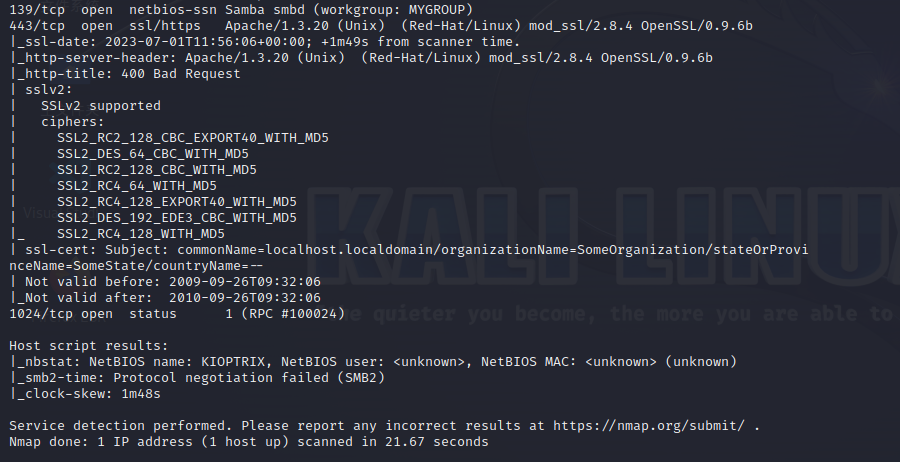 139/tcp  open  netbios-ssn Samba smbd (workgroup: MYGROUP)
443/tcp  open  ssl/https   Apache/1.3.20 (Unix)  (Red-Hat/Linux) mod_ssl/2.8.4 OpenSSL/0.9.6b
|_ssl-date: 2023-07-01T11:56:06+00:00; +1m49s from scanner time.
|_http-server-header: Apache/1.3.20 (Unix)  (Red-Hat/Linux) mod_ssl/2.8.4 OpenSSL/0.9.6b
|_http-title: 400 Bad Request
| sslv2:
|   SSLv2 supported
|   ciphers:
|     SSL2_RC2_128_CBC_EXPORT40_WITH_MD5
|     SSL2_DES_64_CBC_WITH_MD5
|     SSL2_RC2_128_CBC_WITH_MD5
|     SSL2_RC4_64_WITH_MD5
|     SSL2_RC4_128_EXPORT40_WITH_MD5
|     SSL2_DES_192_EDE3_CBC_WITH_MD5
|_    SSL2_RC4_128_WITH_MD5
| ssl-cert: Subject: commonName=localhost.localdomain/organizationName=SomeOrganization/stateOrProvi
nceName=SomeState/countryName=--
| Not valid before: 2009-09-26T09:32:06
|_Not valid after:  2010-09-26T09:32:06
1024/tcp open  status      1 (RPC #100024)
KALI LINU
quieter you become, the more you are able to
Host script results:
|_nbstat: NetBIOS name: KIOPTRIX, NetBIOS user: <unknown>, NetBIOS MAC: <unknown> (unknown)
|_smb2-time: Protocol negotiation failed (SMB2)
|_clock-skew: 1m48s
Service detection performed. Please report any incorrect results at https://nmap.org/submit/ .
Nmap done: 1 IP address (1 host up) scanned in 21.67 seconds